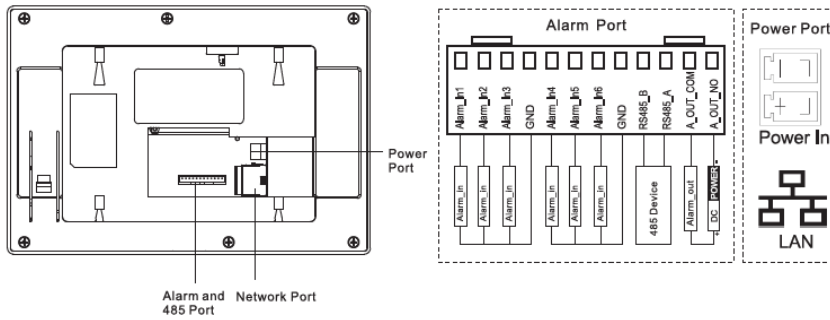 Power
Port
Alarm and
485 Port
Network Port
Alarm Port
Alarm_In1
Alarm_In2
Alarm_In3
GND
Alarm_In4
Alarm_In5
Alarm_In6
GND
RS485_B
RS485_A
A_OUT_COM
A_OUT_NO
Alarm_in
Alarm_in
Alarm_in
Alarm_in
Alarm_in
Alarm_in
485 Device
Alarm_out
DC POWER
Power Port
- +
Power In
LAN